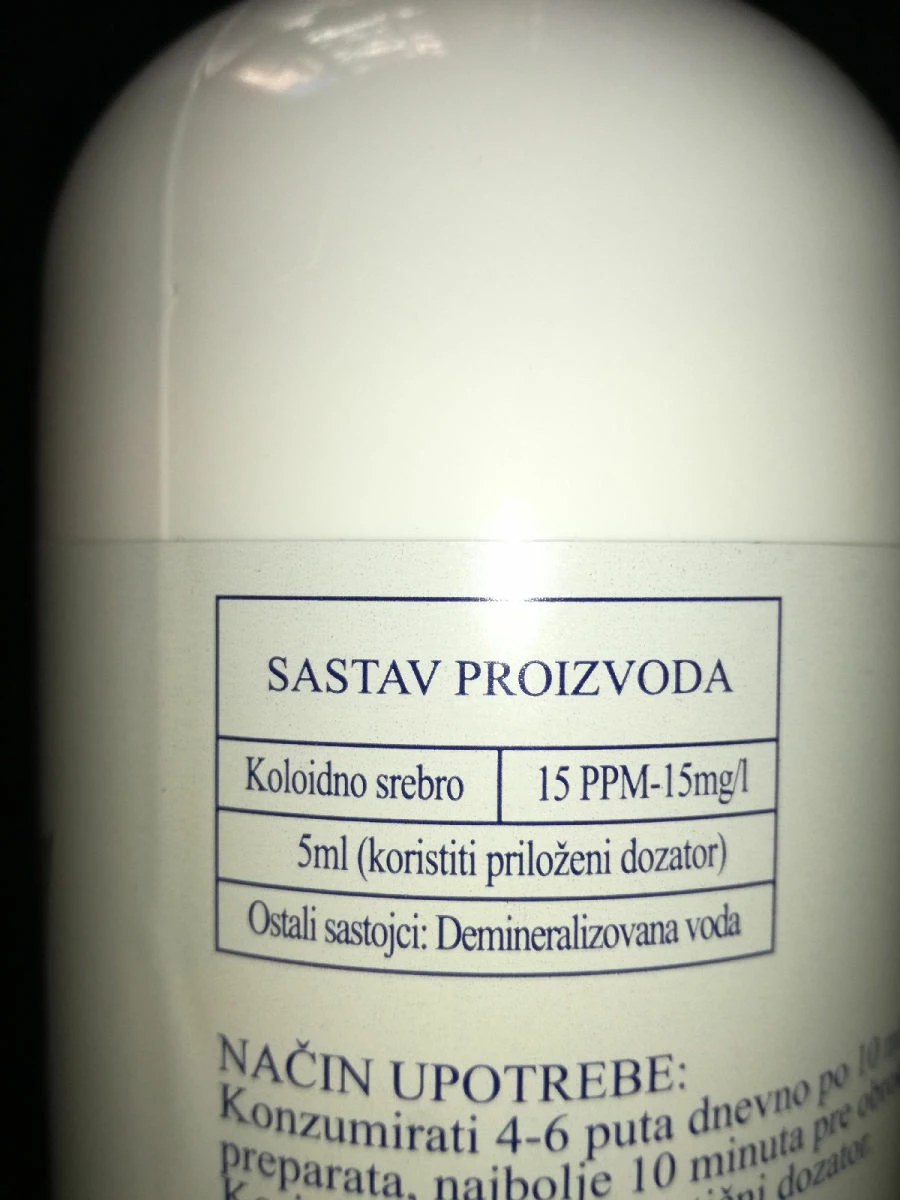 SASTAV PROIZVODA
Koloidno srebro 15 PPM-15mg/l
5ml (koristiti priloženi dozator)
Ostali sastojci: Demineralizovana voda
NAČIN UPOTREBE:
Konzumirati 4-6 puta dnevno po 10
preparata, najbolje 10 minuta pre
dozator.